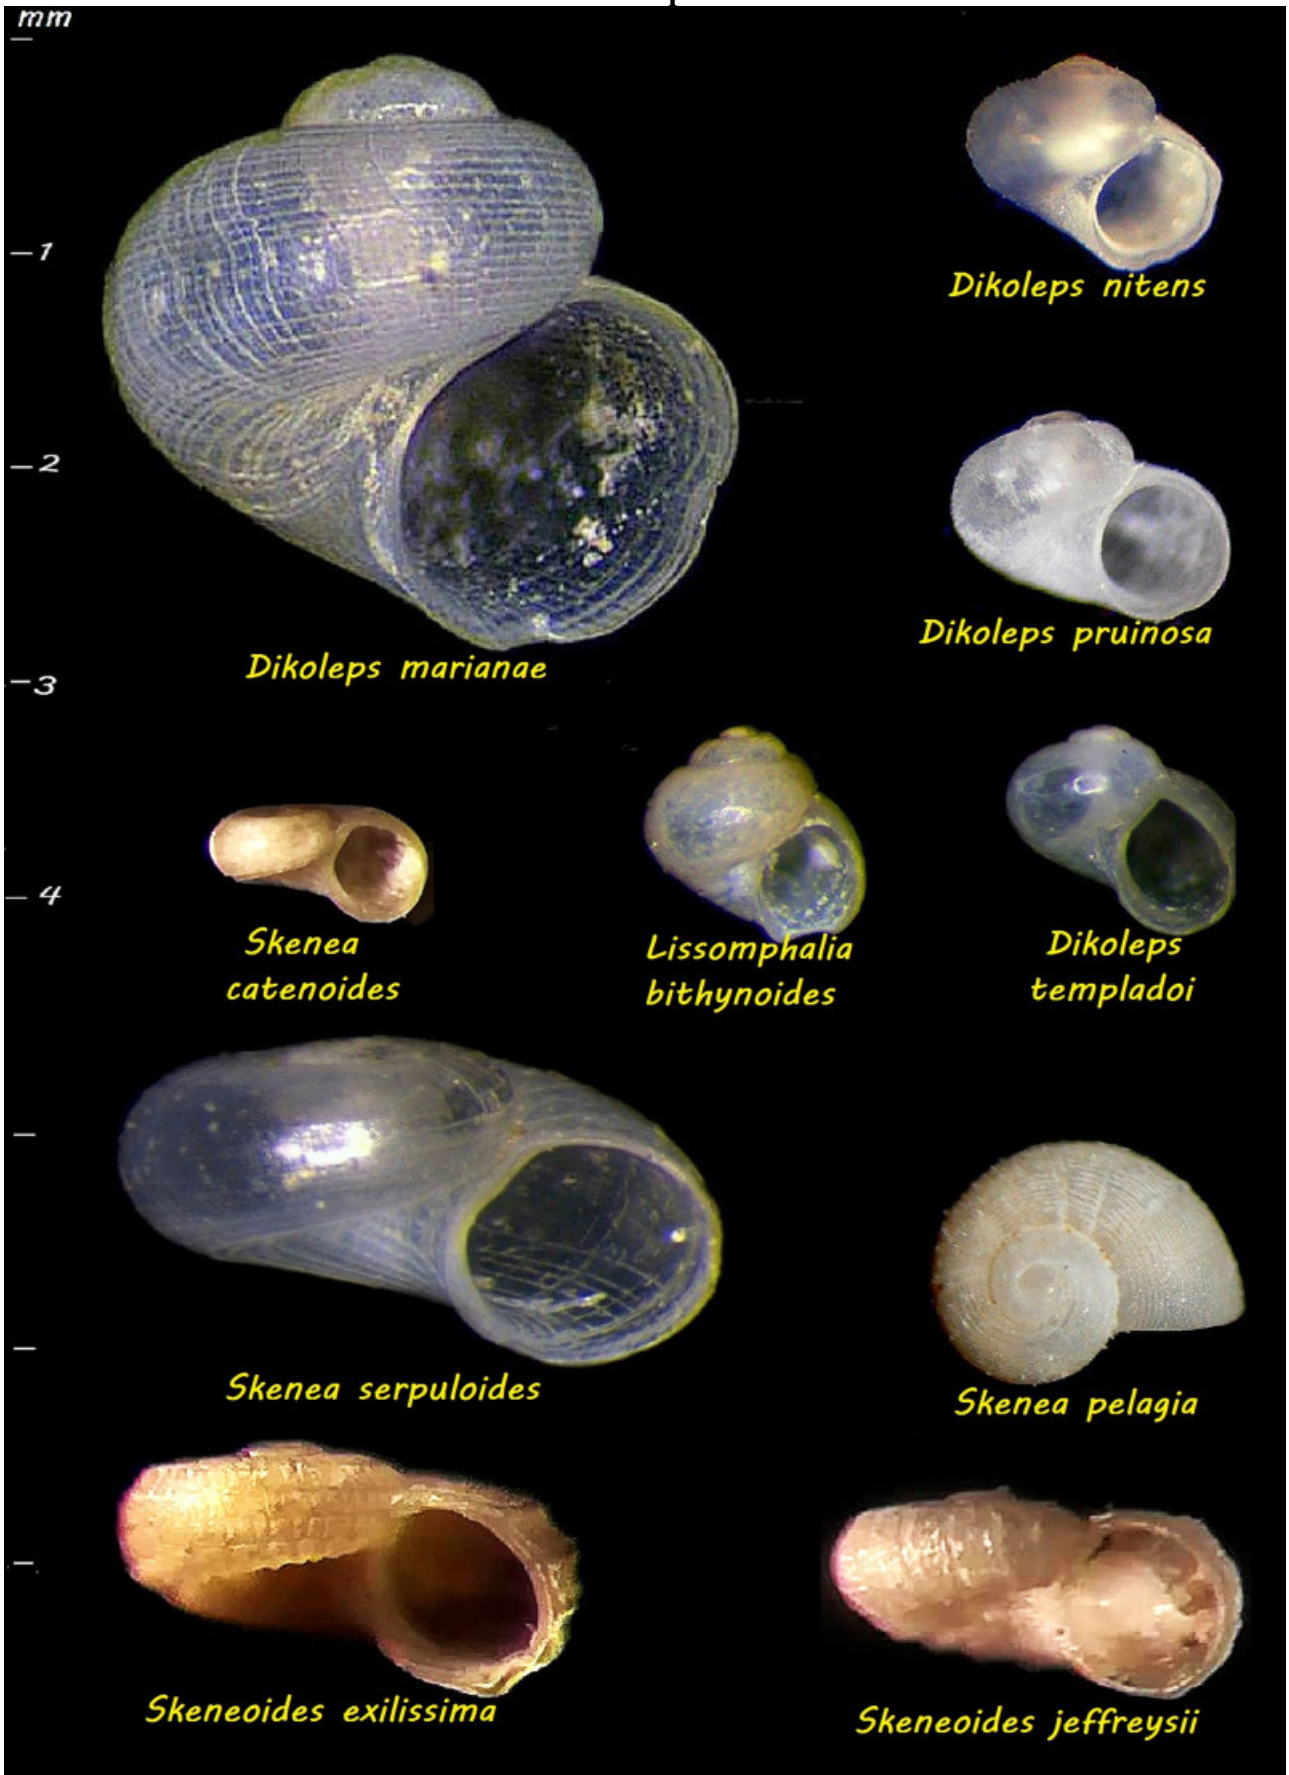 mm
1
Dikoleps nitens
2
Dikoleps pruinosa
Dikoleps marianae
3
4
Skenea
catenoides
Lissomphalia
bithynoides
Dikoleps
templadoi
Skenea serpuloides
Skenea pelagia
Skeneoides exilissima
Skeneoides jeffreysii